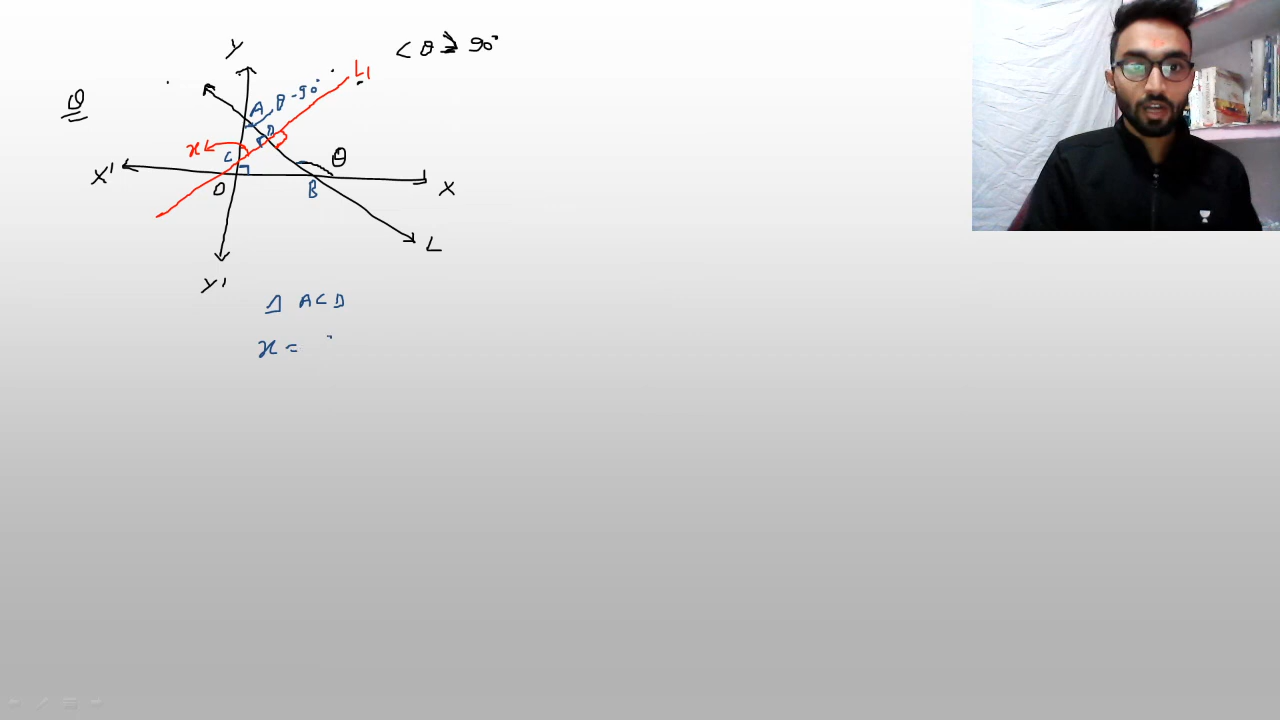 Q
Y
< θ ≥ 90°
L1
A θ-90°
D
x
C
θ
X'
O
B
X
L
Y'
△ ACD
x =